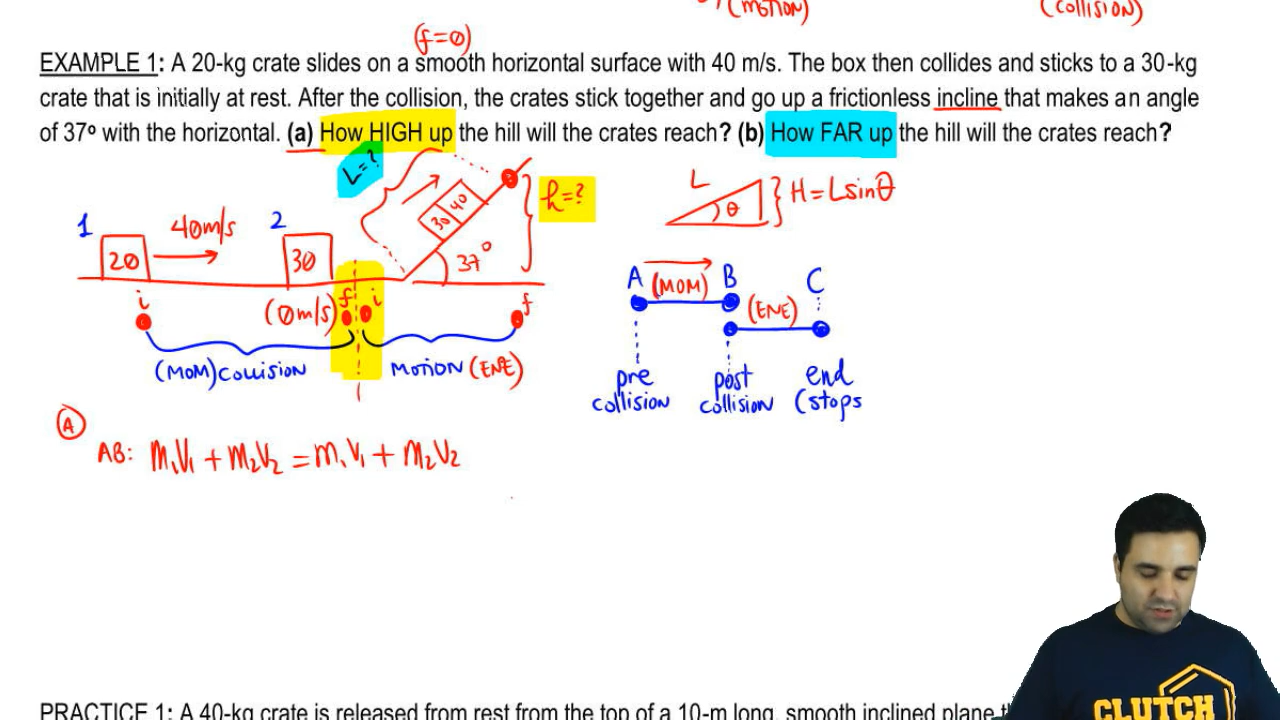 (MOTION)
(COLLISION)
(f=0)
EXAMPLE 1: A 20-kg crate slides on a smooth horizontal surface with 40 m/s. The box then collides and sticks to a 30-kg
crate that is initially at rest. After the collision, the crates stick together and go up a frictionless incline that makes an angle
of 37º with the horizontal. (a) How HIGH up the hill will the crates reach? (b) How FAR up the hill will the crates reach?
L=?
h=?
L
θ
H=Lsinθ
1
40m/s
2
30 40
20
30
37°
i
(0m/s)
f
i
f
(MOM) COLLISION
MOTION (ENE)
A
(MOM)
B
(ENE)
C
pre
collision
post
collision
end
(stops
A
AB: m₁V₁ + m₂V₂ = m₁V₁ + m₂V₂
CLUTCH
PRACTICE 1: A 40-kg crate is released from rest from the top of a 10-m long, smooth inclined plane